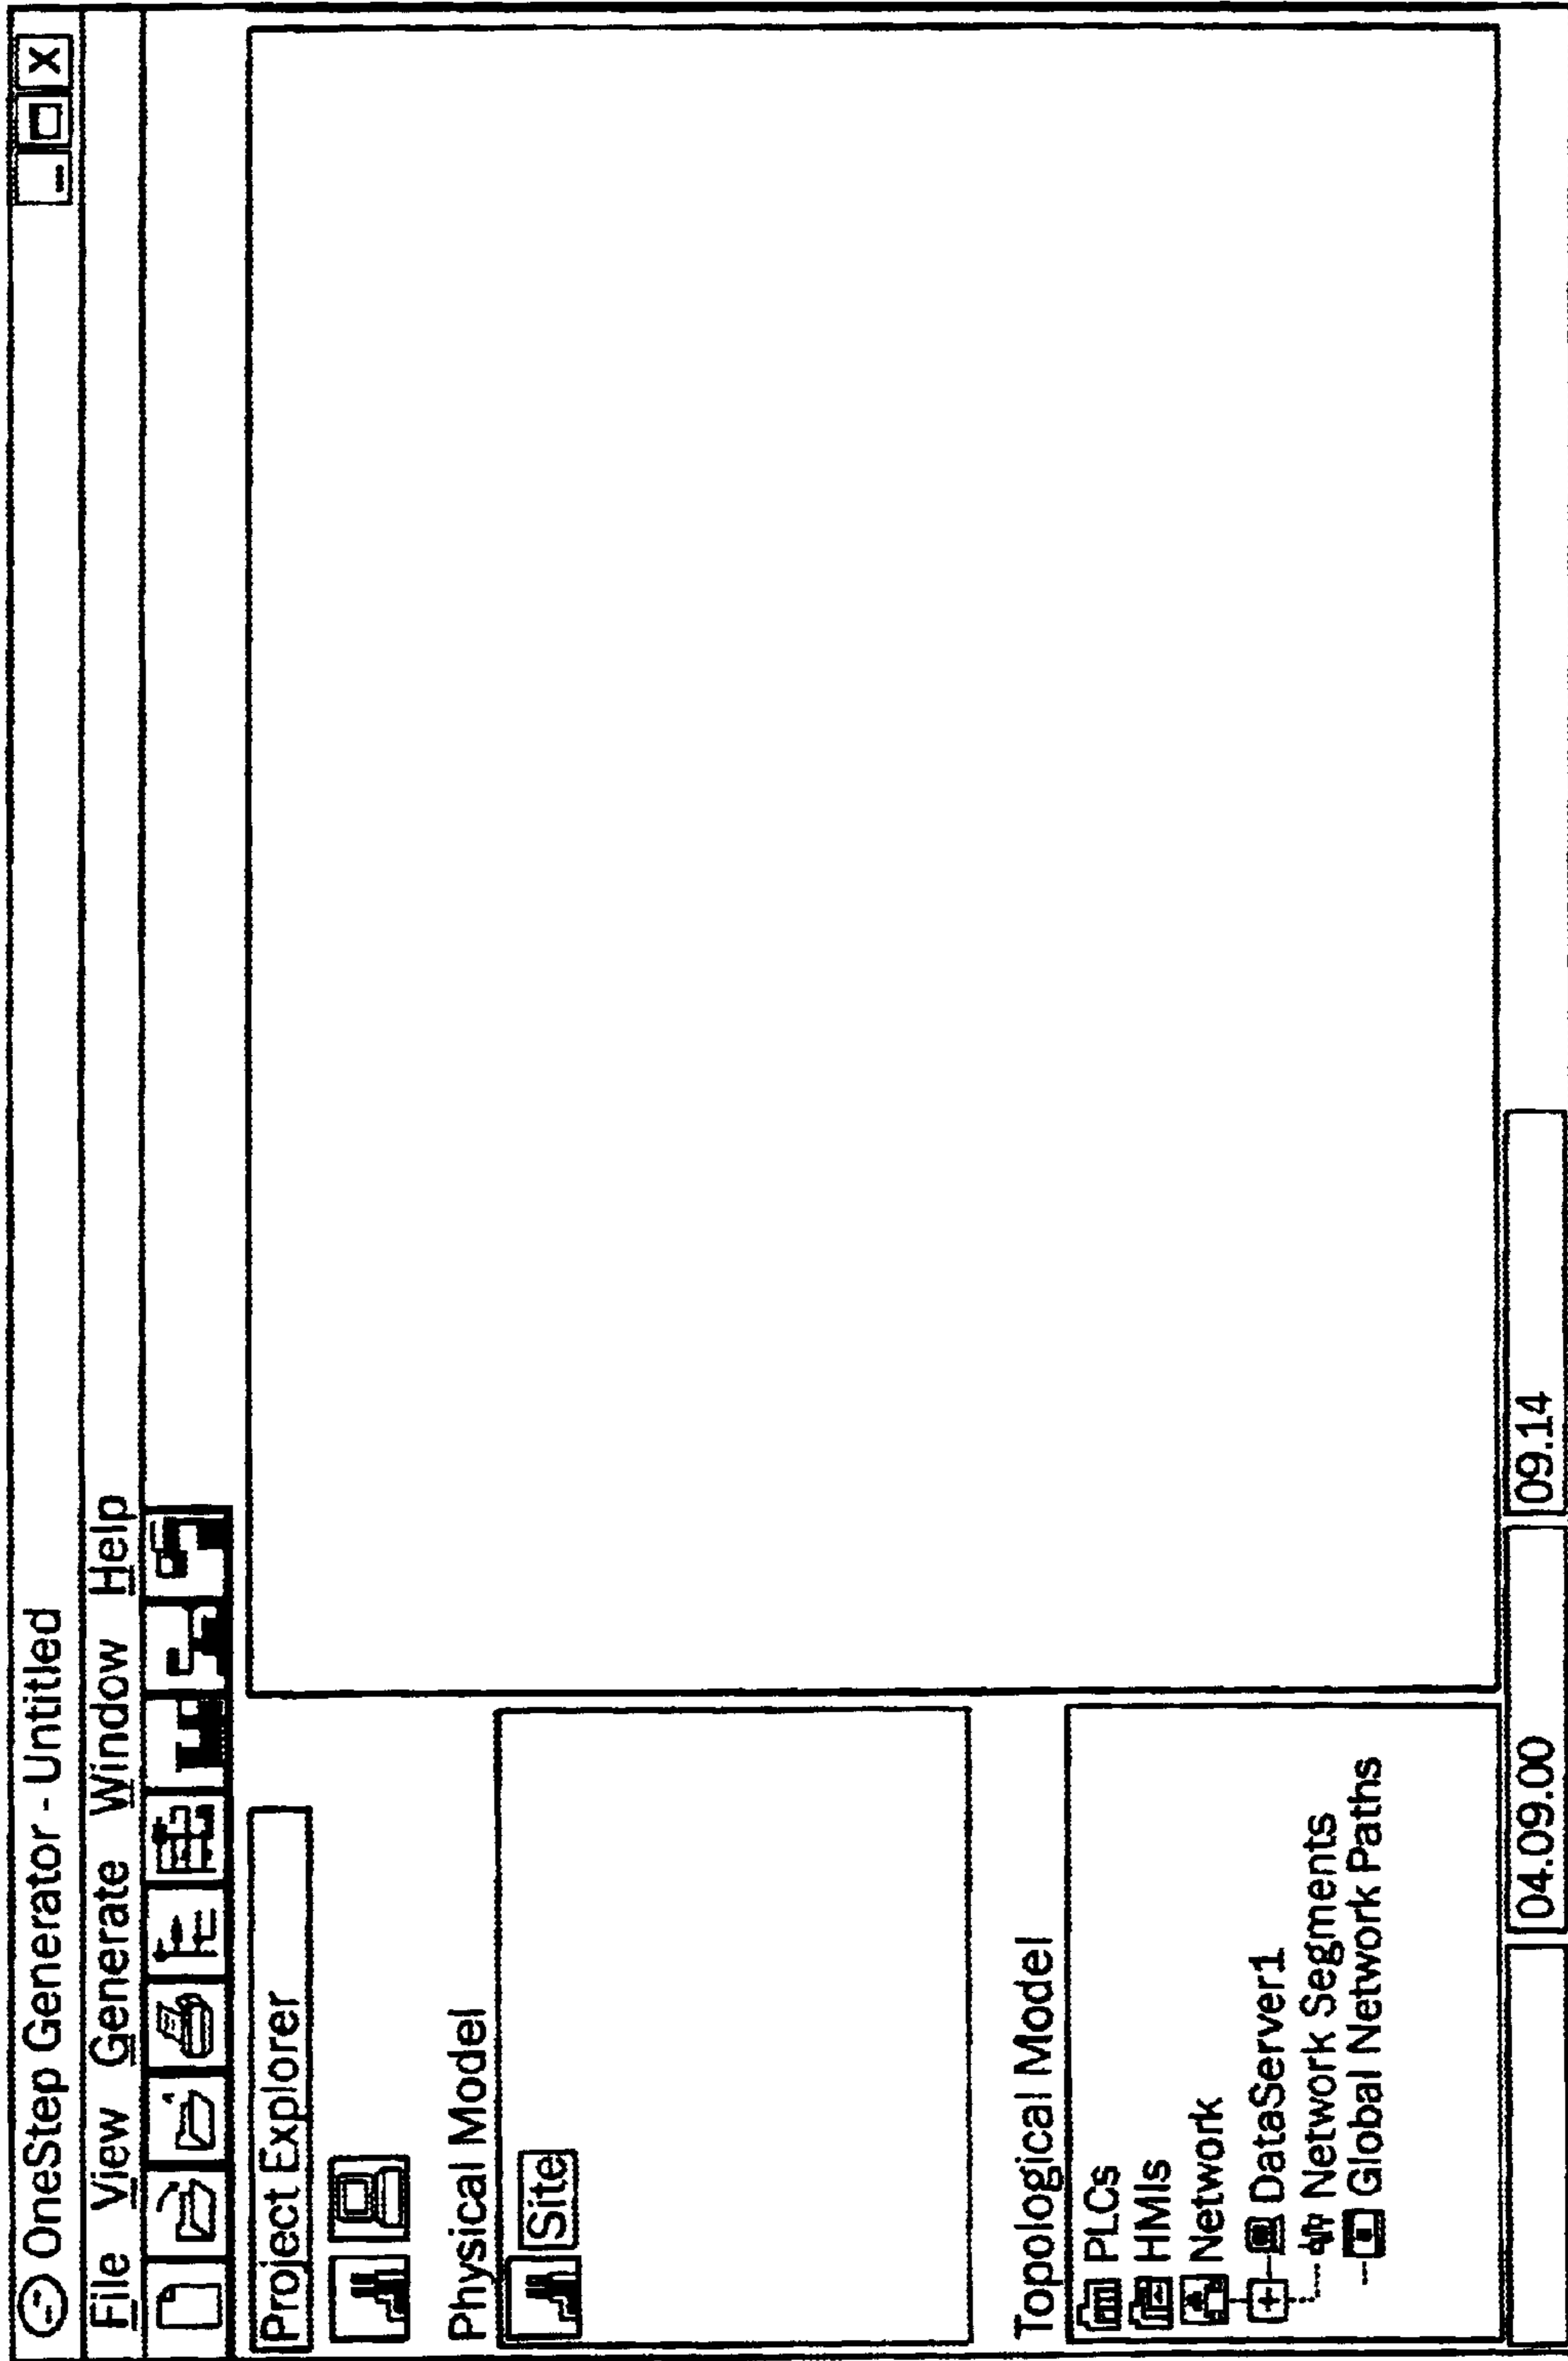 OneStep Generator - Untitled
File View Generate Window Help
Project Explorer
Physical Model
Site
Topological Model
PLCs
HMIs
Network
DataServer1
Network Segments
Global Network Paths
04.09.00 09.14